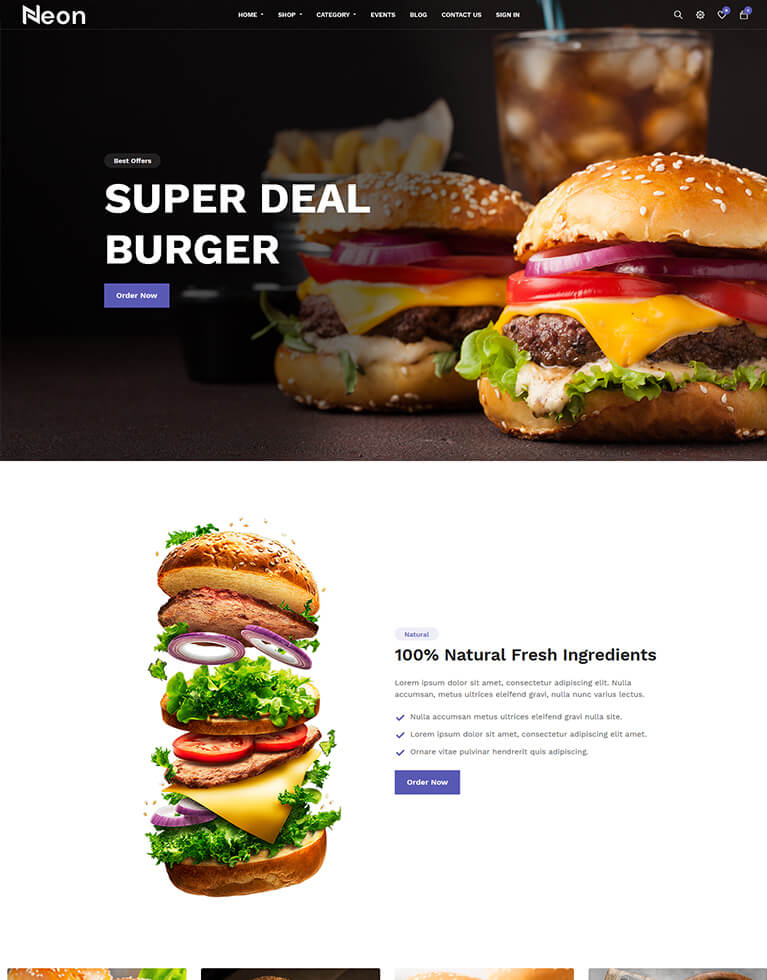 Neon
HOME SHOP CATEGORY EVENTS BLOG CONTACT US SIGN IN
Best Offers
SUPER DEAL
BURGER
Order Now
Natural
100% Natural Fresh Ingredients
Lorem ipsum dolor sit amet, consectetur adipiscing elit. Nulla
accumsan, metus ultrices eleifend gravi, nulla nunc varius lectus.
Nulla accumsan metus ultrices eleifend gravi nulla site.
Lorem ipsum dolor sit amet, consectetur adipiscing elit amet.
Ornare vitae pulvinar hendrerit quis adipiscing.
Order Now